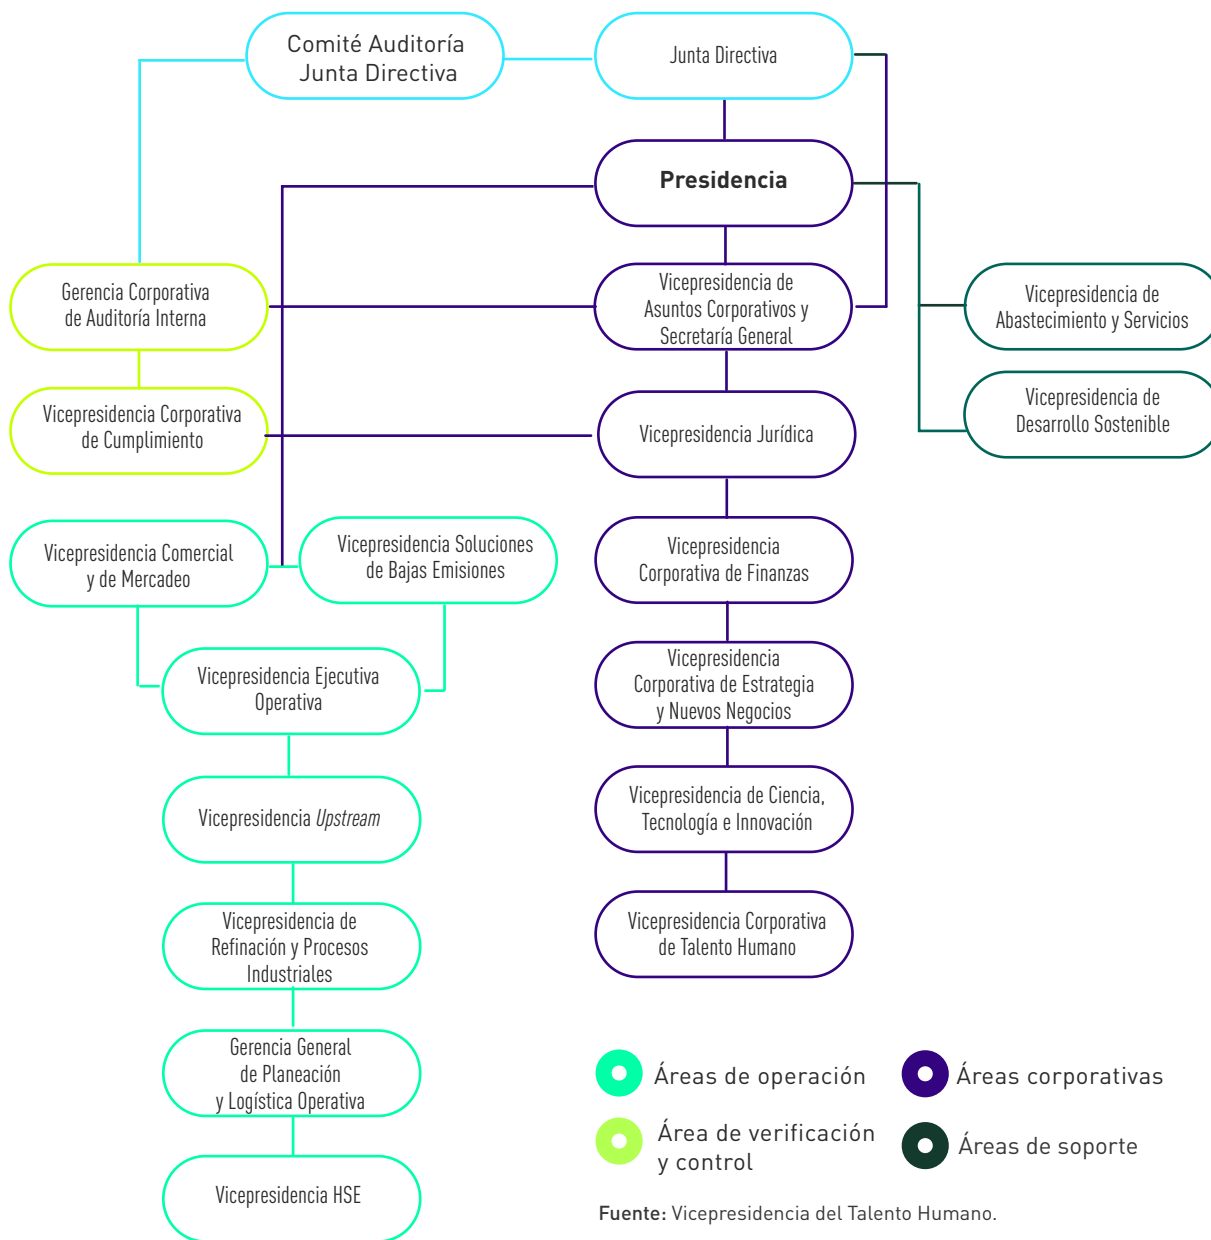 Comité Auditoría
Junta Directiva
Junta Directiva
Presidencia
Gerencia Corporativa
de Auditoría Interna
Vicepresidencia de
Asuntos Corporativos y
Secretaría General
Vicepresidencia de
Abastecimiento y Servicios
Vicepresidencia Corporativa
de Cumplimiento
Vicepresidencia Jurídica
Vicepresidencia de
Desarrollo Sostenible
Vicepresidencia Comercial
y de Mercadeo
Vicepresidencia Soluciones
de Bajas Emisiones
Vicepresidencia
Corporativa de Finanzas
Vicepresidencia Ejecutiva
Operativa
Vicepresidencia
Corporativa de Estrategia
y Nuevos Negocios
Vicepresidencia Upstream
Vicepresidencia de Ciencia,
Tecnología e Innovación
Vicepresidencia de
Refinación y Procesos
Industriales
Vicepresidencia Corporativa
de Talento Humano
Gerencia General
de Planeación
y Logística Operativa
Vicepresidencia HSE
Áreas de operación
Áreas corporativas
Área de verificación
y control
Áreas de soporte
Fuente: Vicepresidencia del Talento Humano.